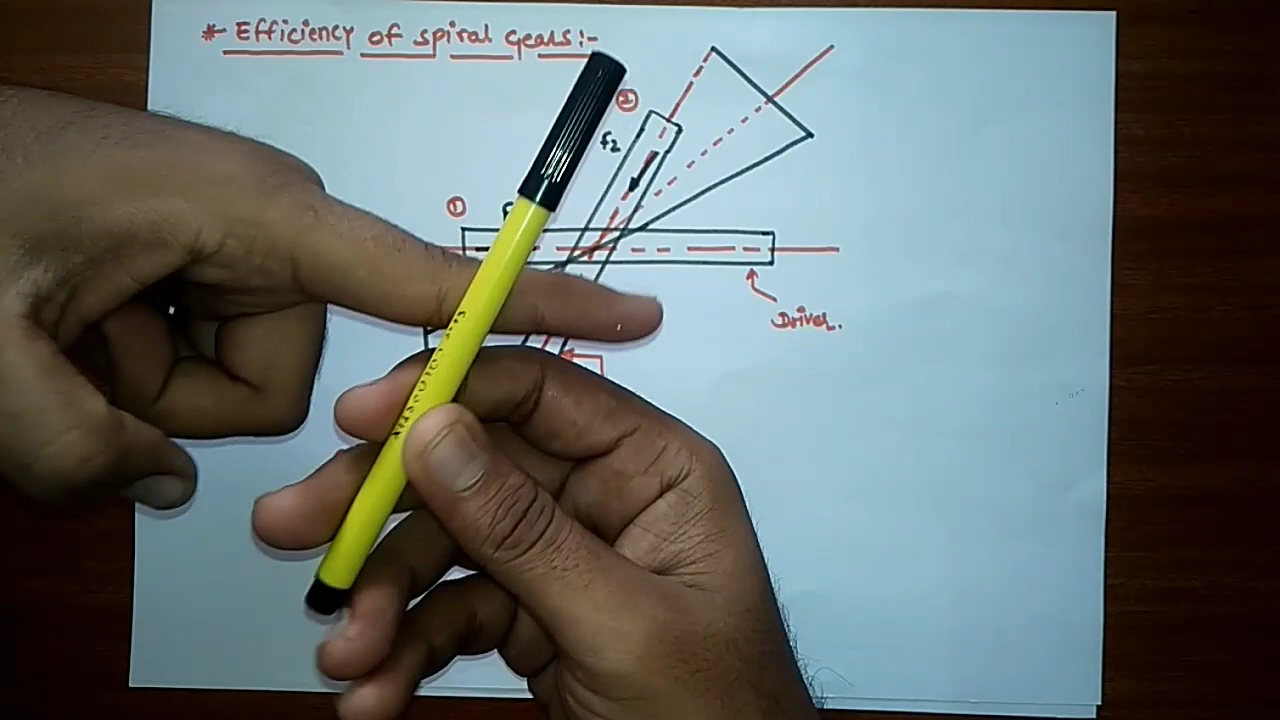 * Efficiency of spiral Gears:-
②
F2
①
F
Driver.